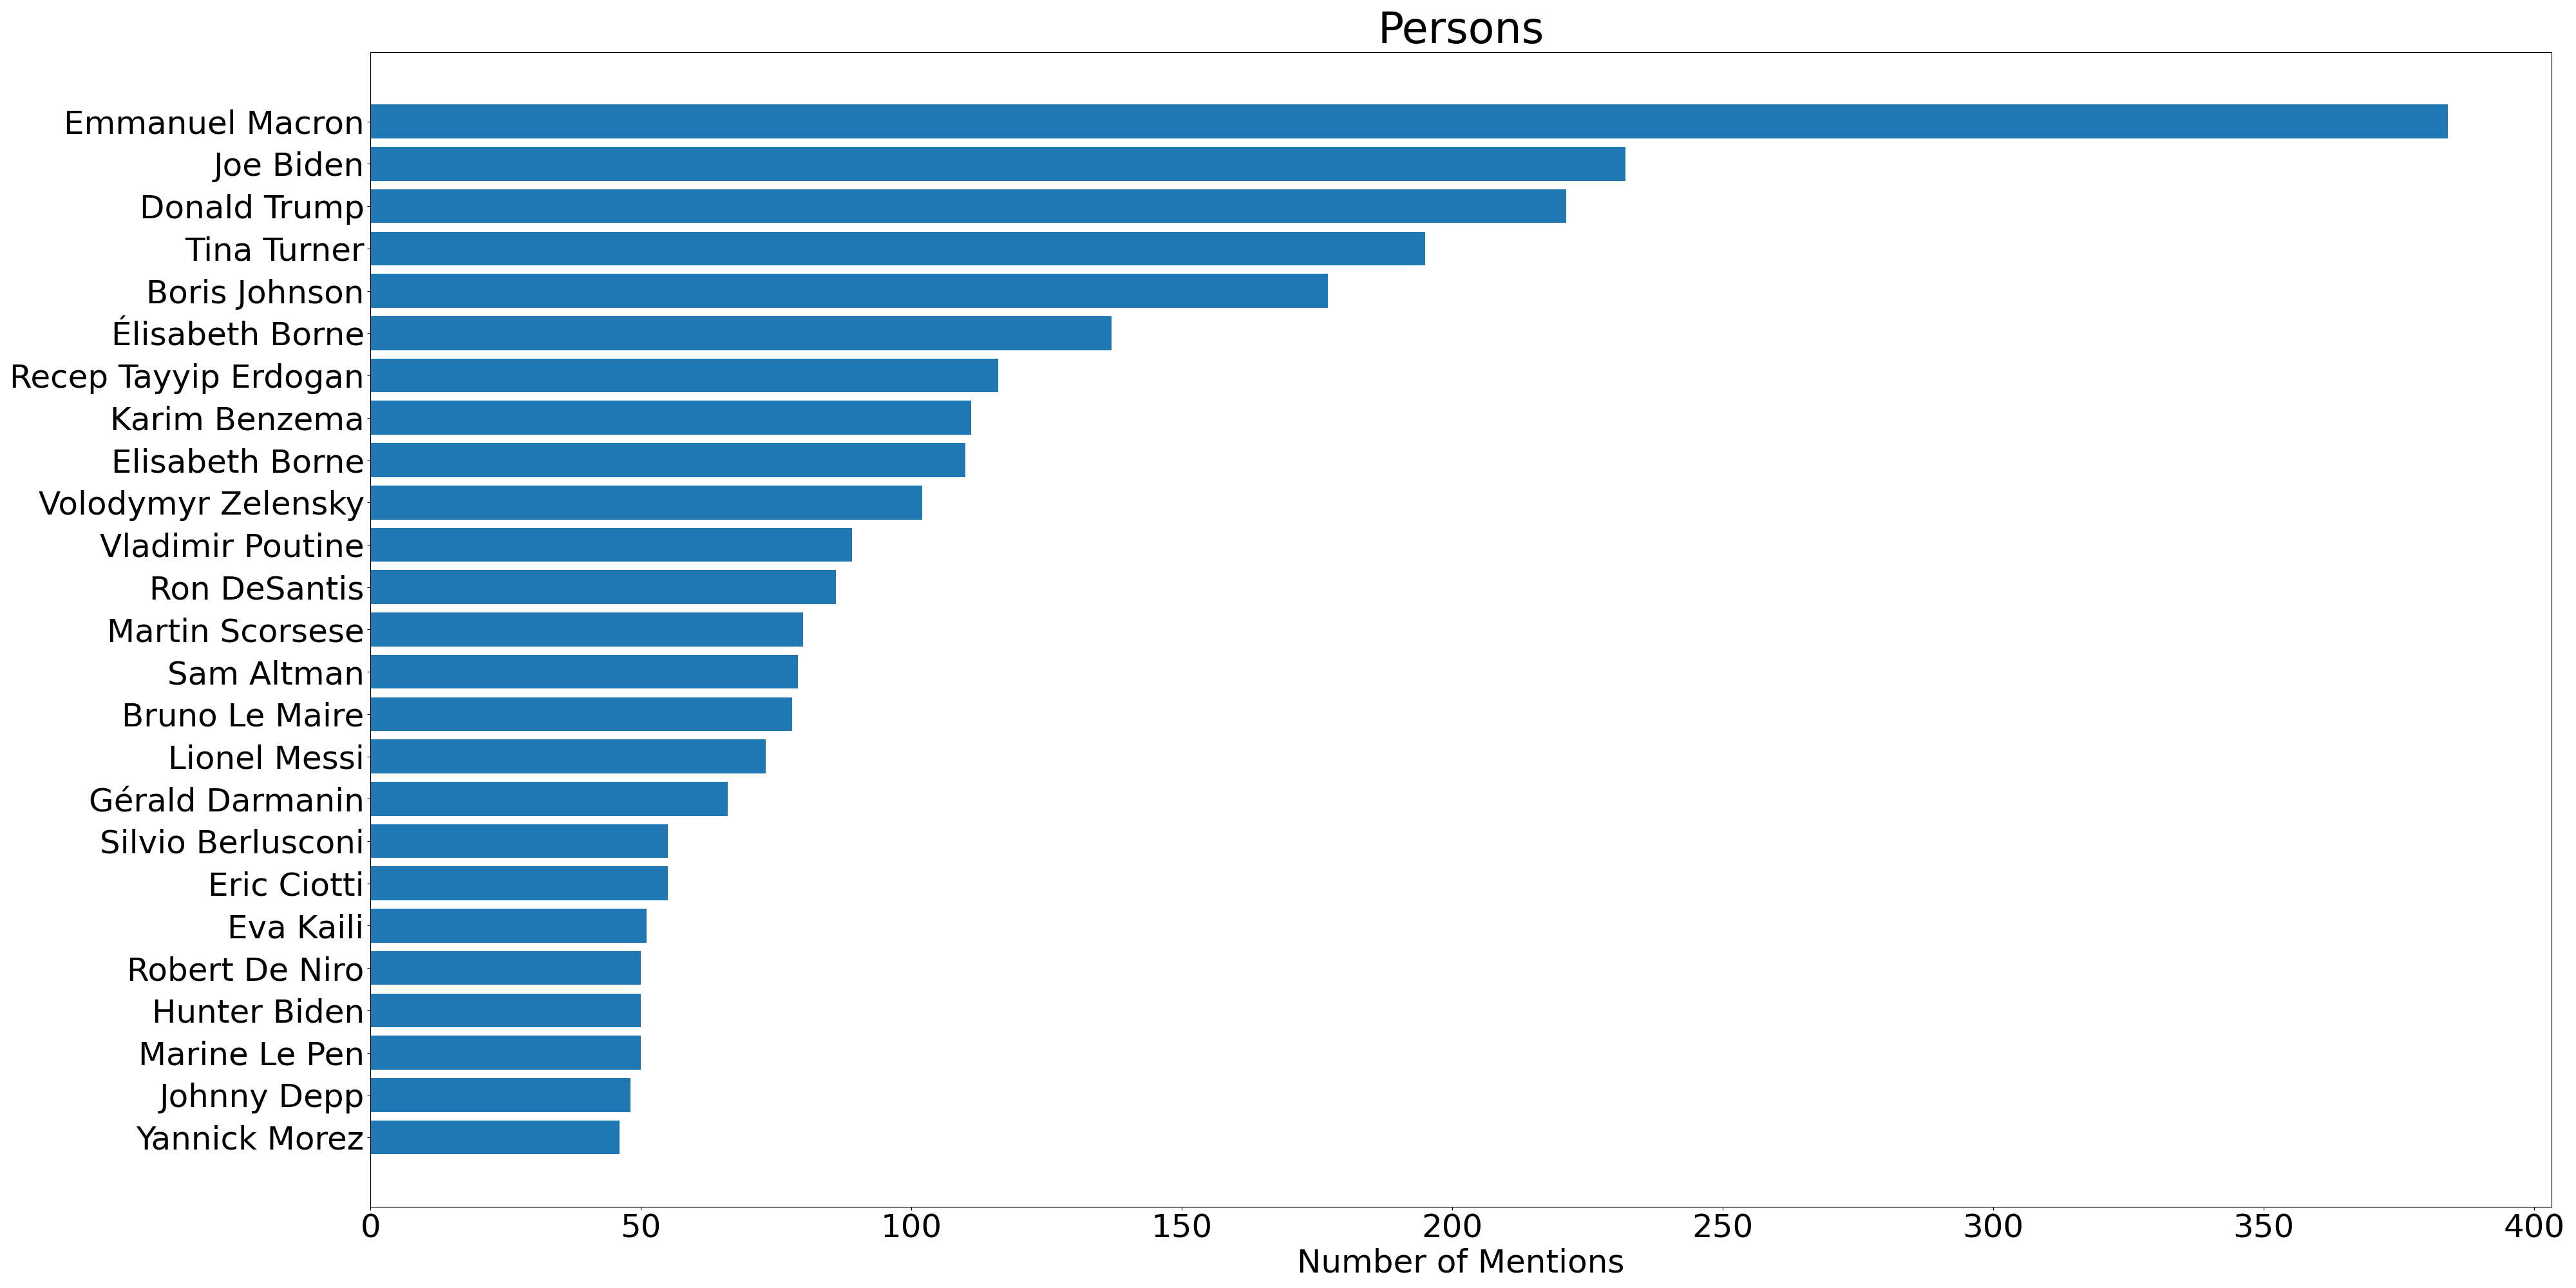 Persons
Emmanuel Macron
Joe Biden
Donald Trump
Tina Turner
Boris Johnson
Élisabeth Borne
Recep Tayyip Erdogan
Karim Benzema
Elisabeth Borne
Volodymyr Zelensky
Vladimir Poutine
Ron DeSantis
Martin Scorsese
Sam Altman
Bruno Le Maire
Lionel Messi
Gérald Darmanin
Silvio Berlusconi
Eric Ciotti
Eva Kaili
Robert De Niro
Hunter Biden
Marine Le Pen
Johnny Depp
Yannick Morez
0 50 100 150 200 250 300 350 400
Number of Mentions